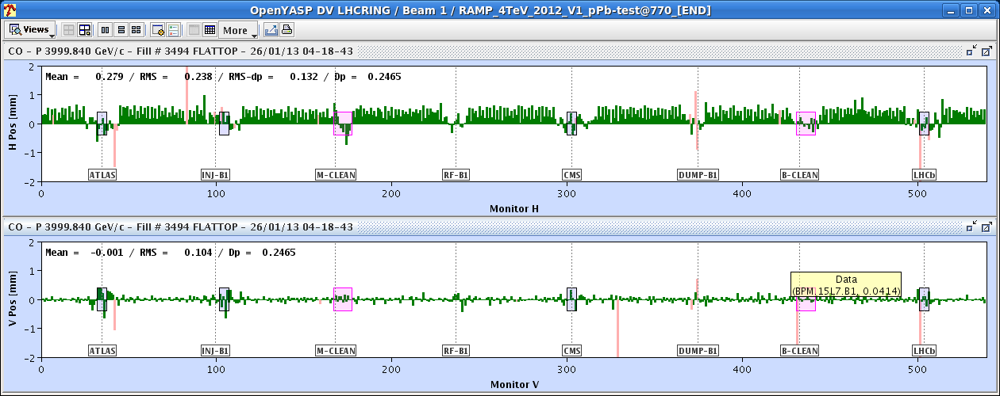 OpenYASP DV LHCRING / Beam 1 / RAMP_4TeV_2012_V1_pPb-test@770_[END]
Views More
CO - P 3999.840 GeV/c - Fill # 3494 FLATTOP - 26/01/13 04-18-43
Mean = 0.279 / RMS = 0.238 / RMS-dp = 0.132 / Dp = 0.2465
H Pos [mm]
2
1
0
-1
-2
ATLAS INJ-B1 M-CLEAN RF-B1 CMS DUMP-B1 B-CLEAN LHCb
0 100 200 300 400 500
Monitor H
CO - P 3999.840 GeV/c - Fill # 3494 FLATTOP - 26/01/13 04-18-43
Mean = -0.001 / RMS = 0.104 / Dp = 0.2465
V Pos [mm]
2
1
0
-1
-2
Data
(BPM.15L7.B1, 0.0414)
ATLAS INJ-B1 M-CLEAN RF-B1 CMS DUMP-B1 B-CLEAN LHCb
0 100 200 300 400 500
Monitor V